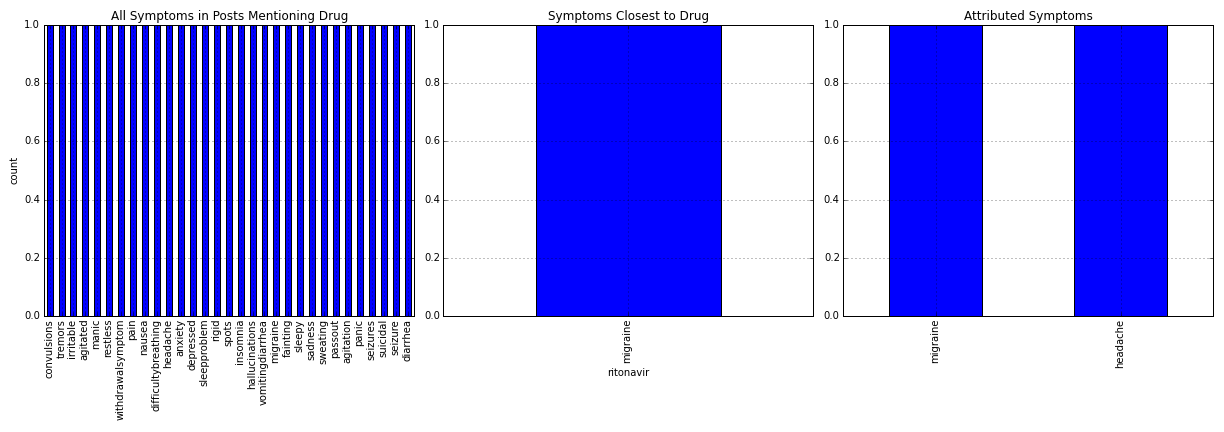 All Symptoms in Posts Mentioning Drug
count
1.0
0.8
0.6
0.4
0.2
0.0
convulsions
tremors
irritable
agitated
manic
restless
withdrawalsymptom
pain
nausea
difficultybreathing
headache
anxiety
depressed
sleepproblem
rigid
spots
insomnia
hallucinations
vomitingdiarrhea
migraine
fainting
sleepy
sadness
sweating
passout
agitation
panic
seizures
suicidal
seizure
diarrhea
Symptoms Closest to Drug
1.0
0.8
0.6
0.4
0.2
0.0
migraine
ritonavir
Attributed Symptoms
1.0
0.8
0.6
0.4
0.2
0.0
migraine
headache